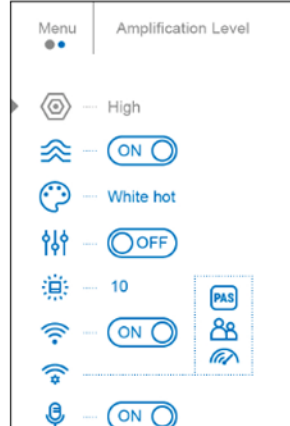 Menu
Amplification Level
High
ON
White hot
OFF
10
PAS
ON
ON